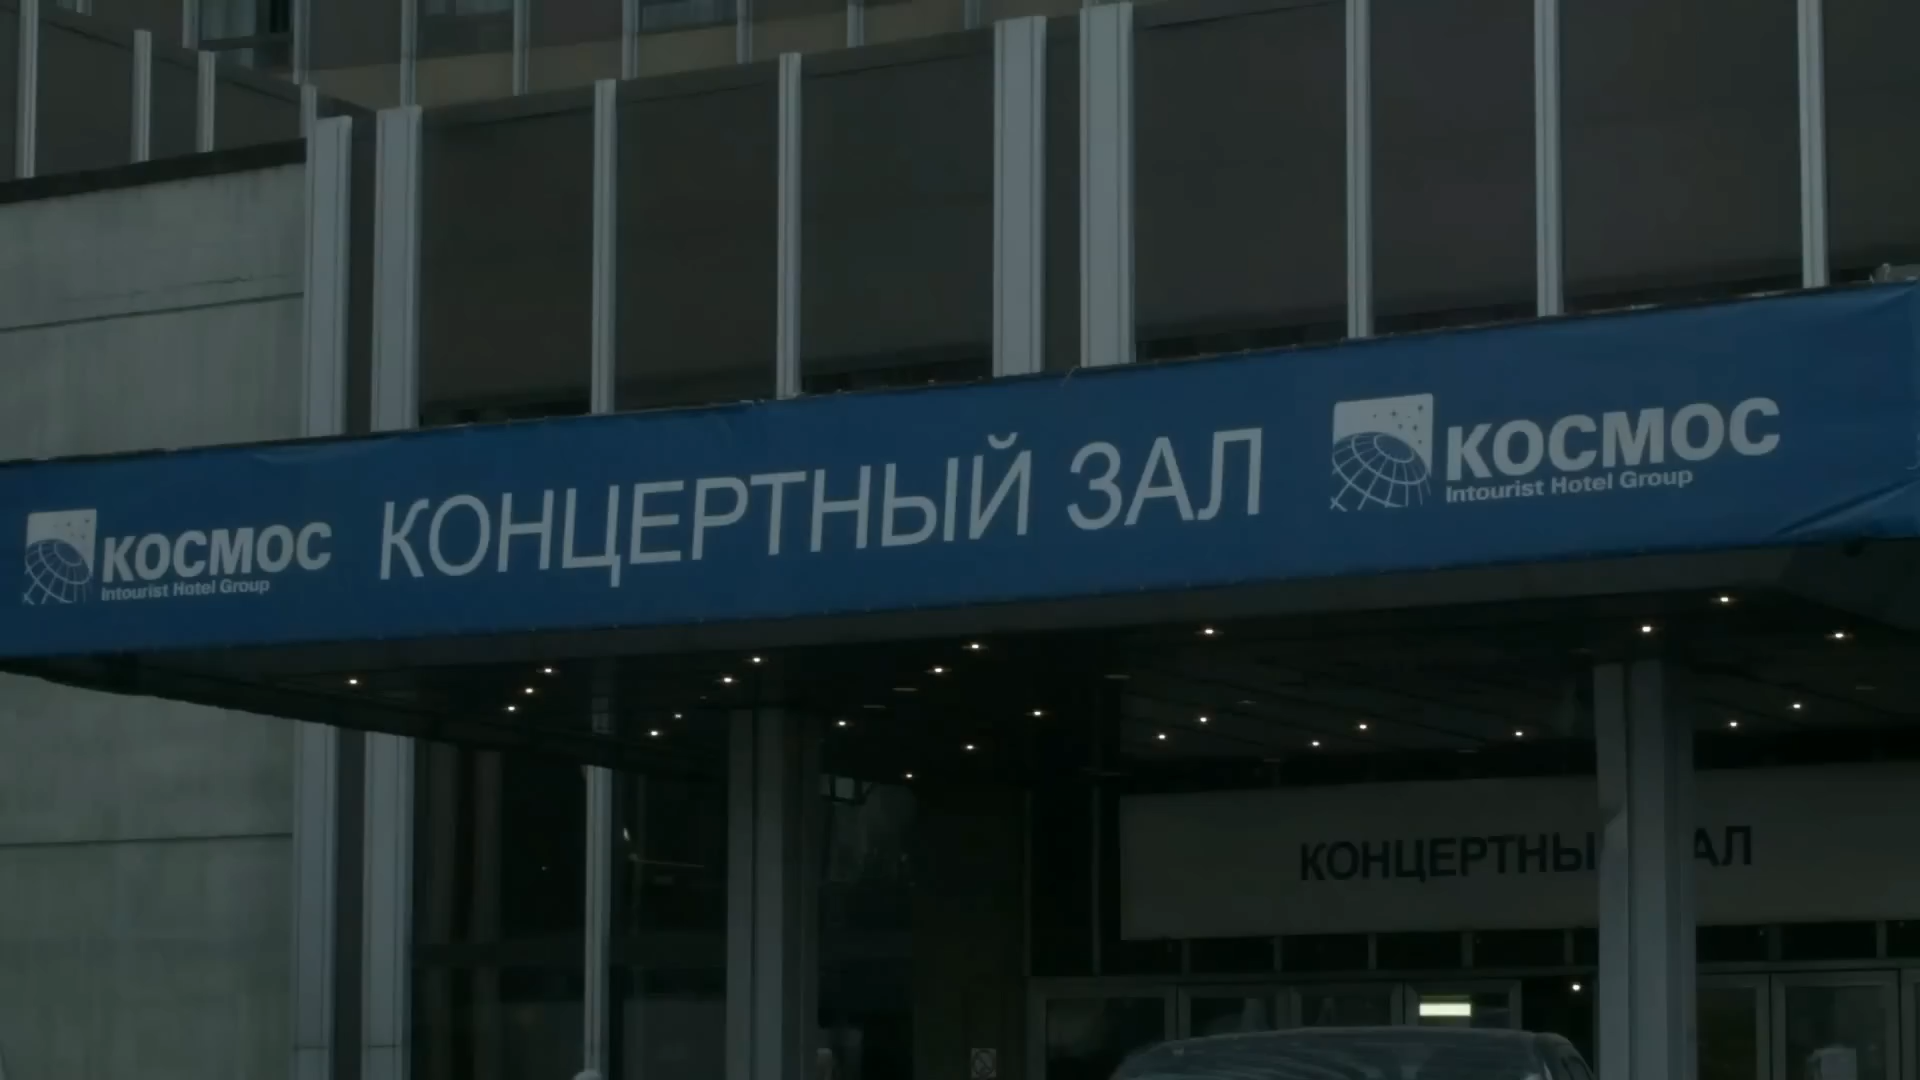 КОСМОС
Intourist Hotel Group
КОНЦЕРТНЫЙ ЗАЛ
КОСМОС
Intourist Hotel Group
КОНЦЕРТНЫ АЛ